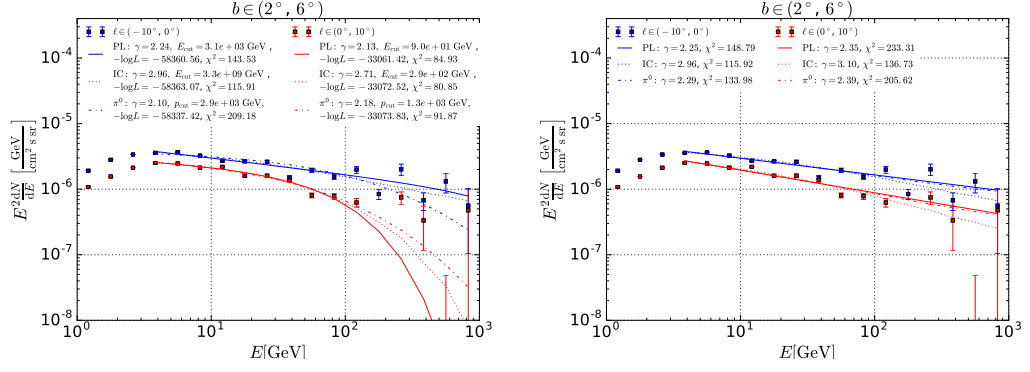 b∈(2°, 6°)
ℓ∈(−10°, 0°)
PL: γ=2.24, E_cut=3.1e+03 GeV,
−logL=−58360.56, χ²=143.53
IC: γ=2.96, E_cut=3.3e+09 GeV,
−logL=−58363.07, χ²=115.91
π⁰: γ=2.10, p_cut=2.9e+03 GeV,
−logL=−58337.42, χ²=209.18
ℓ∈(0°, 10°)
PL: γ=2.13, E_cut=9.0e+01 GeV,
−logL=−33061.42, χ²=84.93
IC: γ=2.71, E_cut=2.9e+02 GeV,
−logL=−33072.52, χ²=80.85
π⁰: γ=2.18, p_cut=1.3e+03 GeV,
−logL=−33073.83, χ²=91.87
10⁻⁴
10⁻⁵
10⁻⁶
10⁻⁷
10⁻⁸
E² dN/dE [GeV/cm² s sr]
10⁰ 10¹ 10² 10³
E[GeV]
b∈(2°, 6°)
ℓ∈(−10°, 0°)
PL: γ=2.25, χ²=148.79
IC: γ=2.96, χ²=115.92
π⁰: γ=2.29, χ²=133.98
ℓ∈(0°, 10°)
PL: γ=2.35, χ²=233.31
IC: γ=3.10, χ²=136.73
π⁰: γ=2.39, χ²=205.62
10⁻⁴
10⁻⁵
10⁻⁶
10⁻⁷
10⁻⁸
E² dN/dE [GeV/cm² s sr]
10⁰ 10¹ 10² 10³
E[GeV]